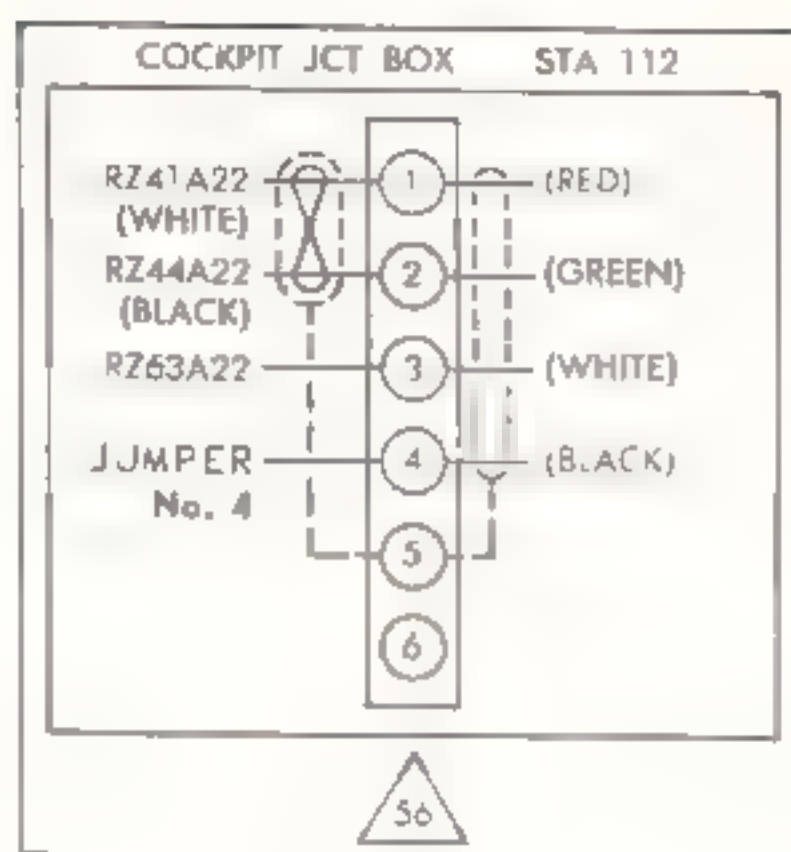 COCKPIT JCT BOX STA 112
RZ41A22 1 (RED)
(WHITE)
RZ44A22 2 (GREEN)
(BLACK)
RZ63A22 3 (WHITE)
JUMPER 4 (BLACK)
No. 4
5
6
56